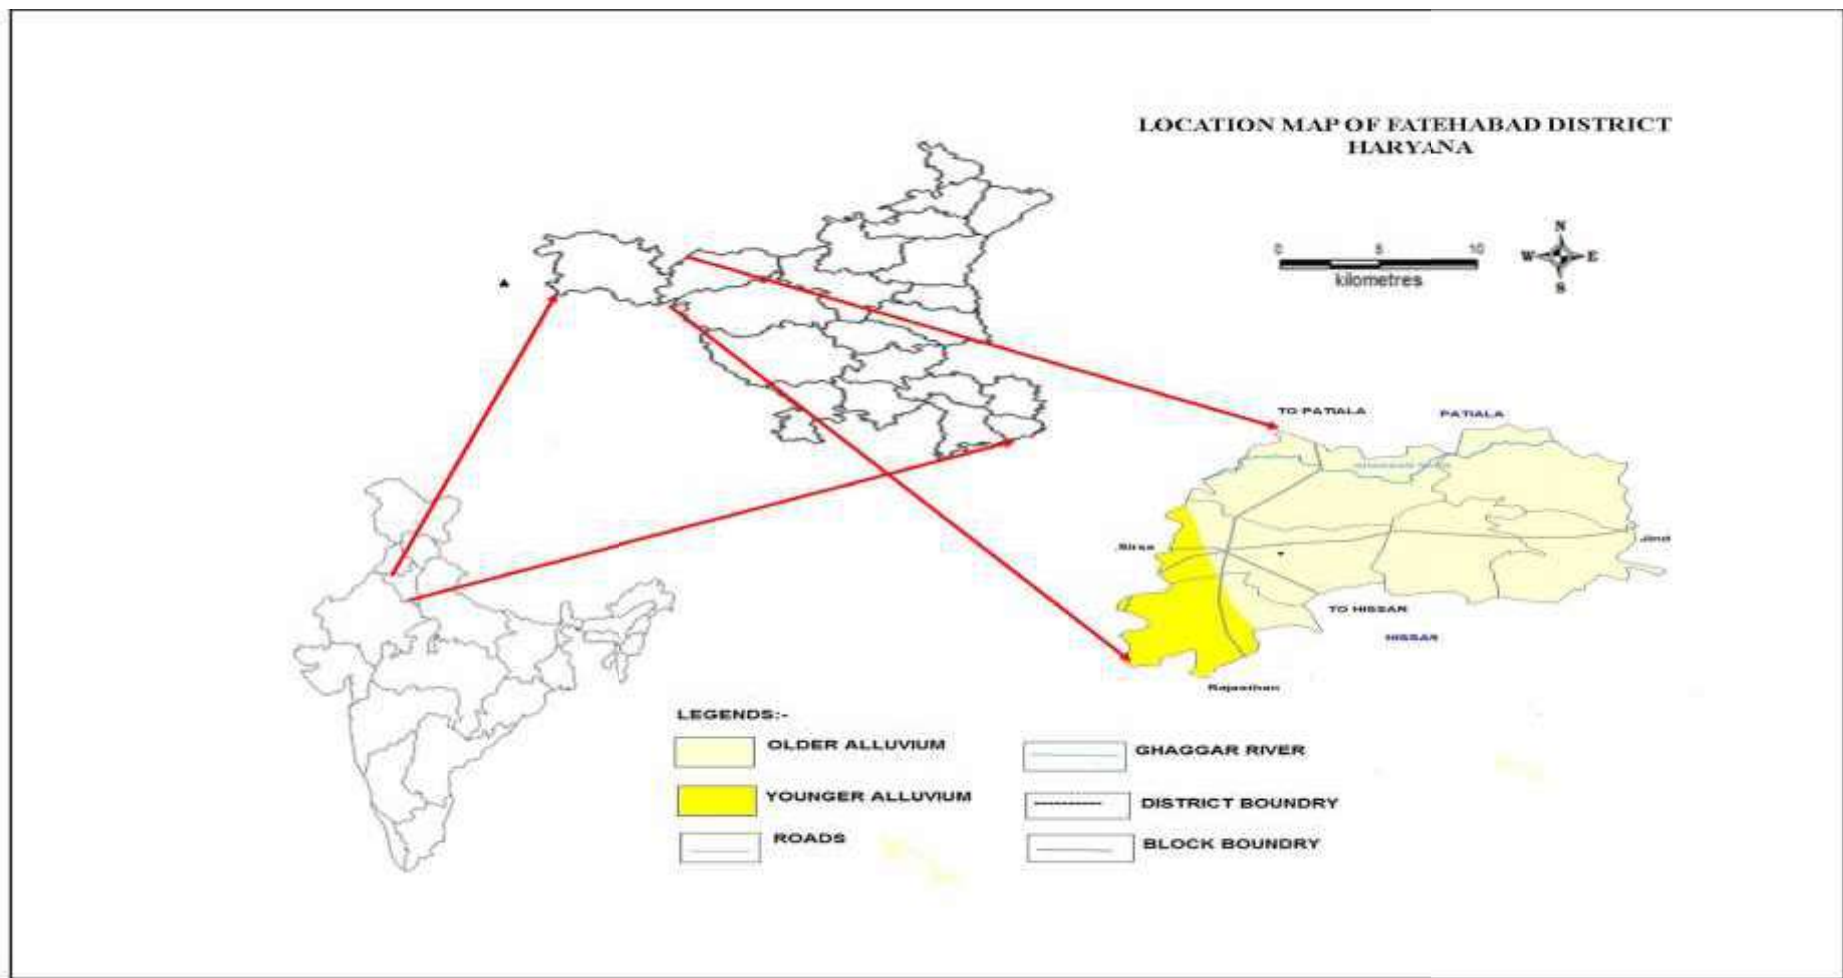 LOCATION MAP OF FATEHABAD DISTRICT
HARYANA
N
W E
S
0 5 10
kilometres
TO PATIALA
PATIALA
Sirsa
Jind
TO HISSAR
HISSAR
Rajasthan
LEGENDS:-
OLDER ALLUVIUM
YOUNGER ALLUVIUM
ROADS
GHAGGAR RIVER
DISTRICT BOUNDRY
BLOCK BOUNDRY